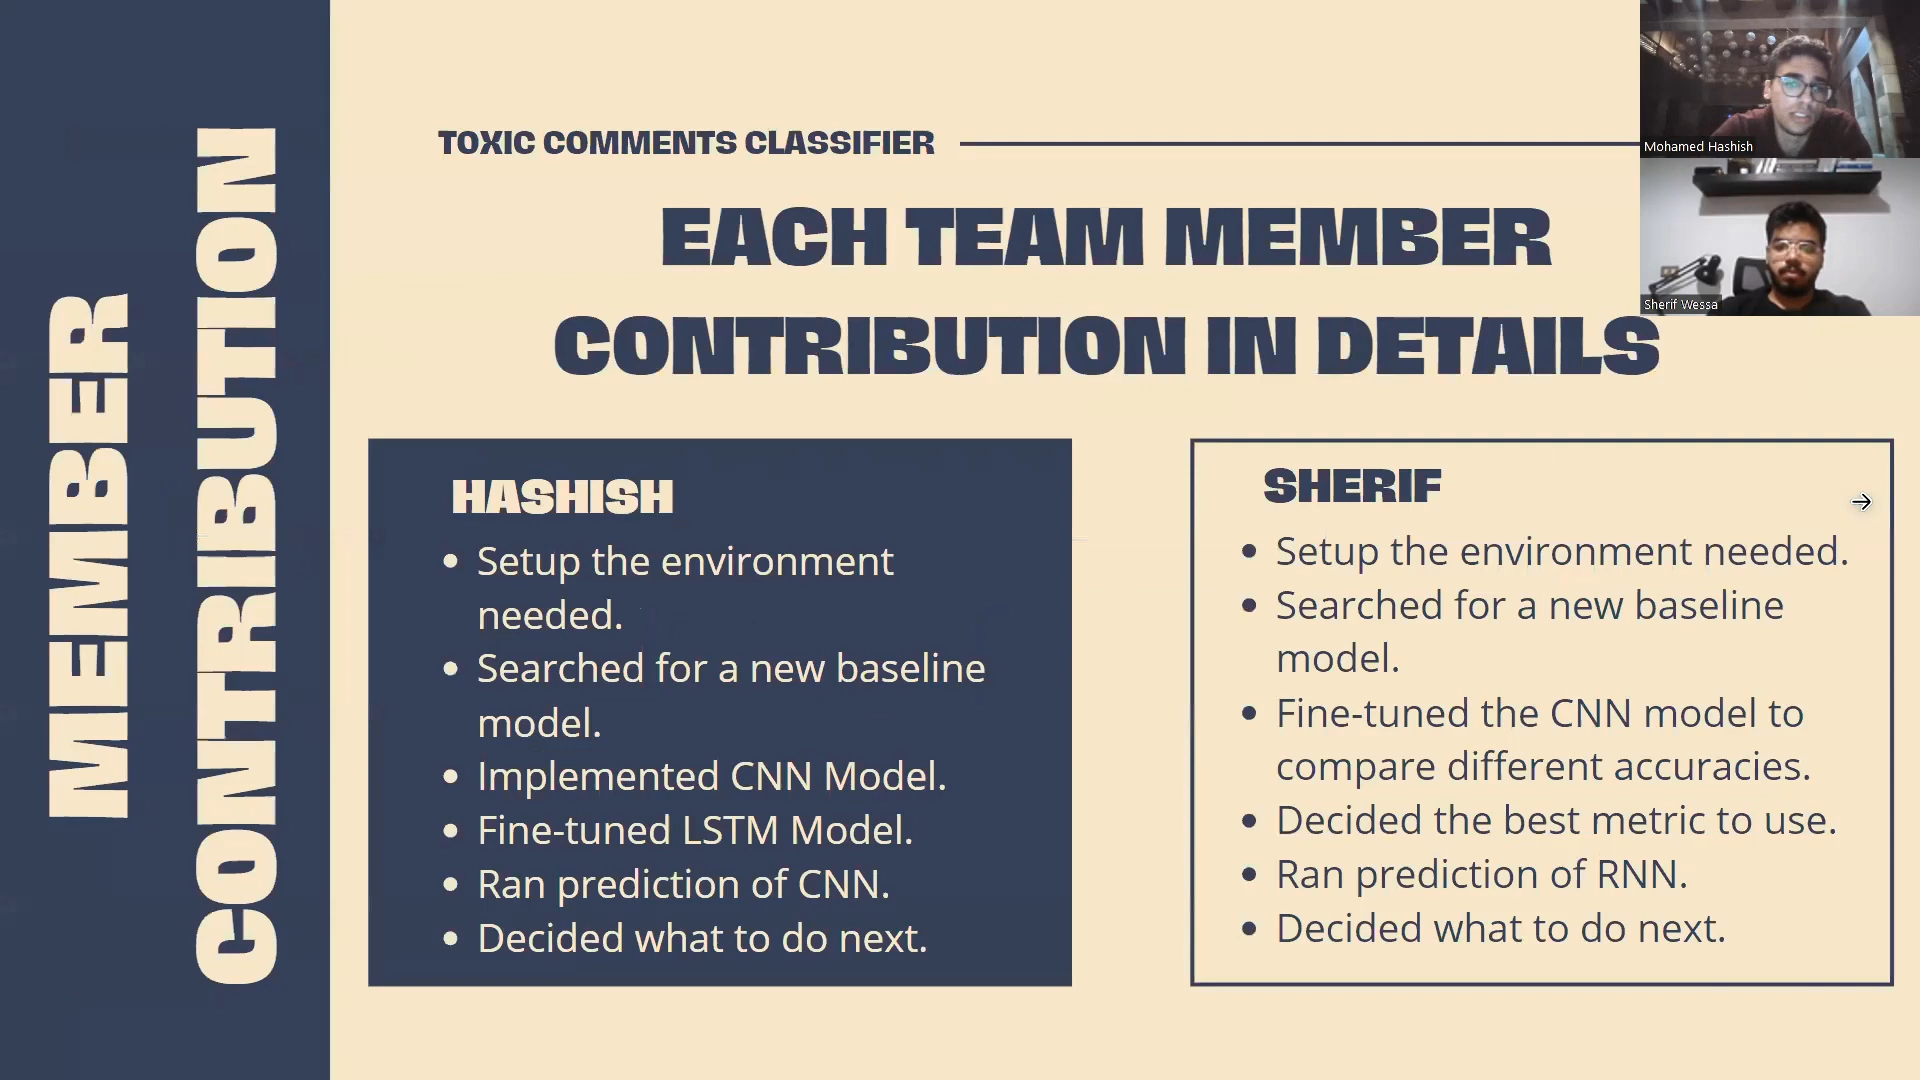 MEMBER
CONTRIBUTION
TOXIC COMMENTS CLASSIFIER
EACH TEAM MEMBER
CONTRIBUTION IN DETAILS
HASHISH
• Setup the environment
needed.
• Searched for a new baseline
model.
• Implemented CNN Model.
• Fine-tuned LSTM Model.
• Ran prediction of CNN.
• Decided what to do next.
SHERIF
• Setup the environment needed.
• Searched for a new baseline
model.
• Fine-tuned the CNN model to
compare different accuracies.
• Decided the best metric to use.
• Ran prediction of RNN.
• Decided what to do next.
Mohamed Hashish
Sherif Wessa